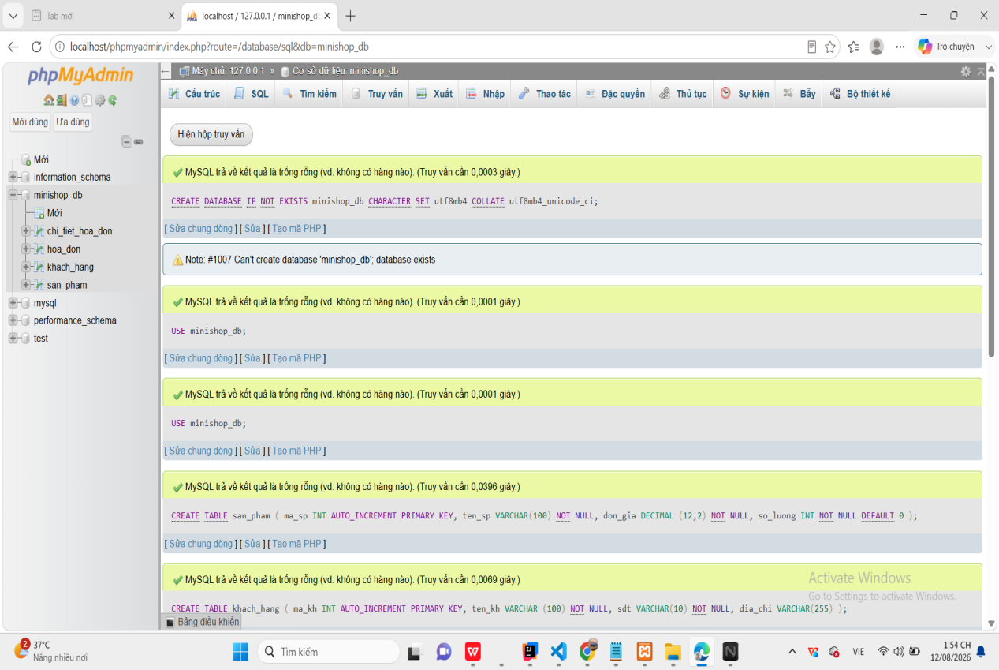 Tab mới
localhost / 127.0.0.1 / minishop_db
localhost/phpmyadmin/index.php?route=/database/sql&db=minishop_db
Trò chuyện
phpMyAdmin
Mới dùng Ưa dùng
Mới
information_schema
minishop_db
Mới
chi_tiet_hoa_don
hoa_don
khach_hang
san_pham
mysql
performance_schema
test
Máy chủ: 127.0.0.1 » Cơ sở dữ liệu: minishop_db
Cấu trúc SQL Tìm kiếm Truy vấn Xuất Nhập Thao tác Đặc quyền Thủ tục Sự kiện Bẫy Bộ thiết kế
Hiện hộp truy vấn
MySQL trả về kết quả là trống rỗng (vd. không có hàng nào). (Truy vấn cần 0,0003 giây.)
CREATE DATABASE IF NOT EXISTS minishop_db CHARACTER SET utf8mb4 COLLATE utf8mb4_unicode_ci;
[ Sửa chung dòng ] [ Sửa ] [ Tạo mã PHP ]
Note: #1007 Can't create database 'minishop_db'; database exists
MySQL trả về kết quả là trống rỗng (vd. không có hàng nào). (Truy vấn cần 0,0001 giây.)
USE minishop_db;
[ Sửa chung dòng ] [ Sửa ] [ Tạo mã PHP ]
MySQL trả về kết quả là trống rỗng (vd. không có hàng nào). (Truy vấn cần 0,0001 giây.)
USE minishop_db;
[ Sửa chung dòng ] [ Sửa ] [ Tạo mã PHP ]
MySQL trả về kết quả là trống rỗng (vd. không có hàng nào). (Truy vấn cần 0,0396 giây.)
CREATE TABLE san_pham ( ma_sp INT AUTO_INCREMENT PRIMARY KEY, ten_sp VARCHAR(100) NOT NULL, don_gia DECIMAL (12,2) NOT NULL, so_luong INT NOT NULL DEFAULT 0 );
[ Sửa chung dòng ] [ Sửa ] [ Tạo mã PHP ]
MySQL trả về kết quả là trống rỗng (vd. không có hàng nào). (Truy vấn cần 0,0069 giây.)
CREATE TABLE khach_hang ( ma_kh INT AUTO_INCREMENT PRIMARY KEY, ten_kh VARCHAR (100) NOT NULL, sdt VARCHAR(10) NOT NULL, dia_chi VARCHAR(255) );
Bảng điều khiển
Activate Windows
Go to Settings to activate Windows.
2
37°C
Nắng nhiều nơi
Tìm kiếm
VIE
1:54 CH
12/08/2026